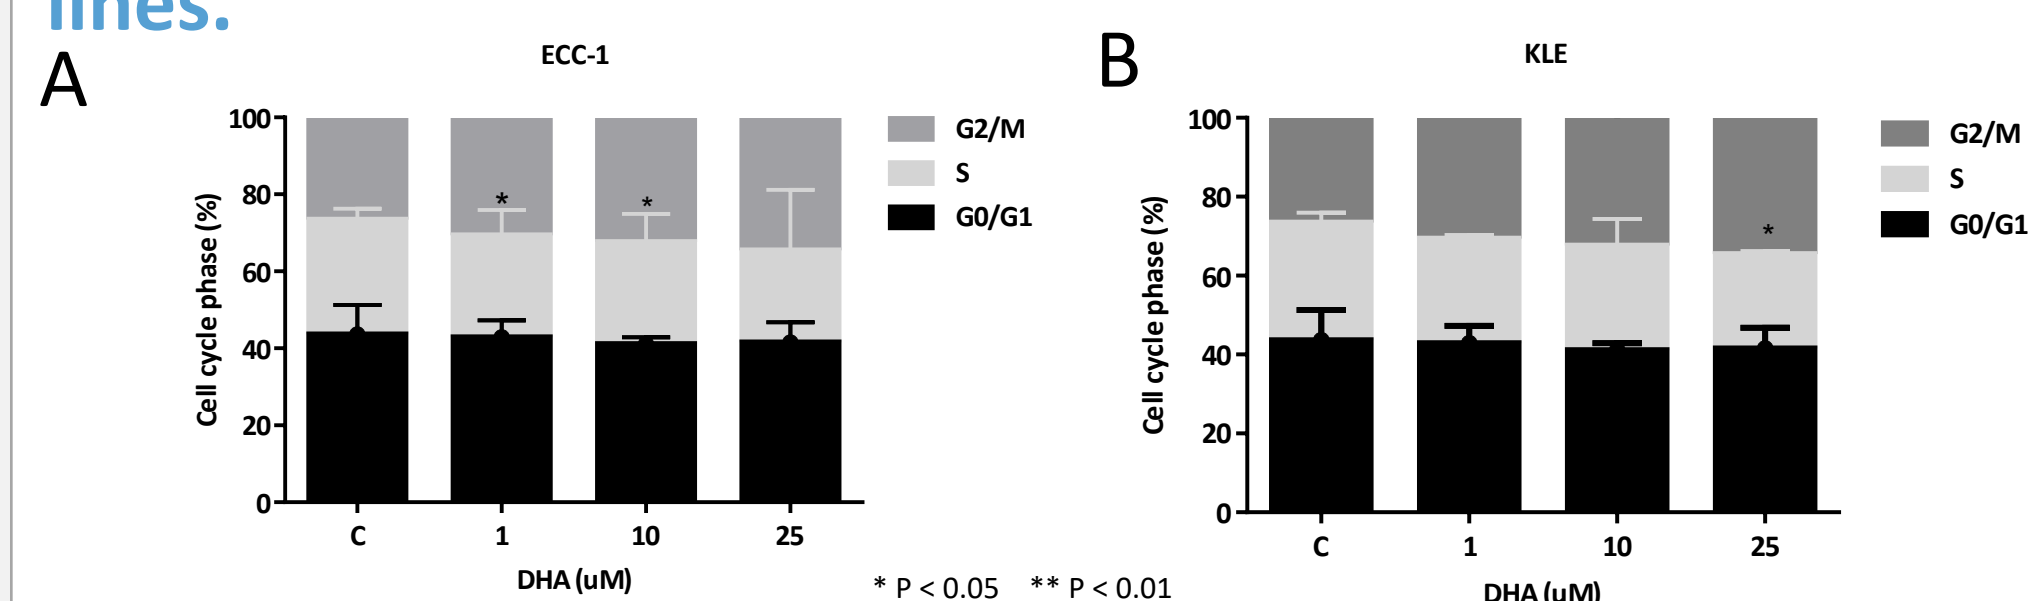 lines.
A
ECC-1
100
80
60
40
20
0
Cell cycle phase (%)
*
*
C 1 10 25
DHA (uM)
G2/M
S
G0/G1
* P < 0.05 ** P < 0.01
B
KLE
100
80
60
40
20
0
Cell cycle phase (%)
*
C 1 10 25
DHA (uM)
G2/M
S
G0/G1